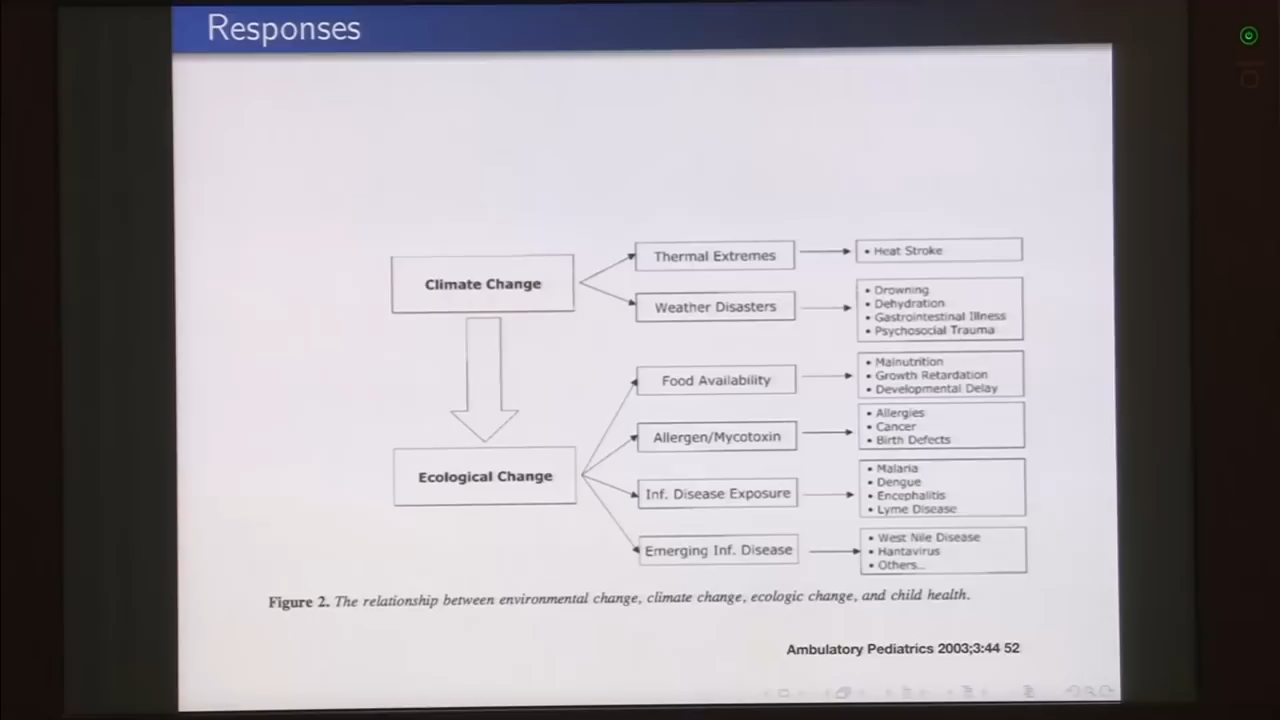 Responses
Climate Change
Thermal Extremes
• Heat Stroke
Weather Disasters
• Drowning
• Dehydration
• Gastrointestinal Illness
• Psychosocial Trauma
Ecological Change
Food Availability
• Malnutrition
• Growth Retardation
• Developmental Delay
Allergen/Mycotoxin
• Allergies
• Cancer
• Birth Defects
Inf. Disease Exposure
• Malaria
• Dengue
• Encephalitis
• Lyme Disease
Emerging Inf. Disease
• West Nile Disease
• Hantavirus
• Others...
Figure 2. The relationship between environmental change, climate change, ecologic change, and child health.
Ambulatory Pediatrics 2003;3:44 52